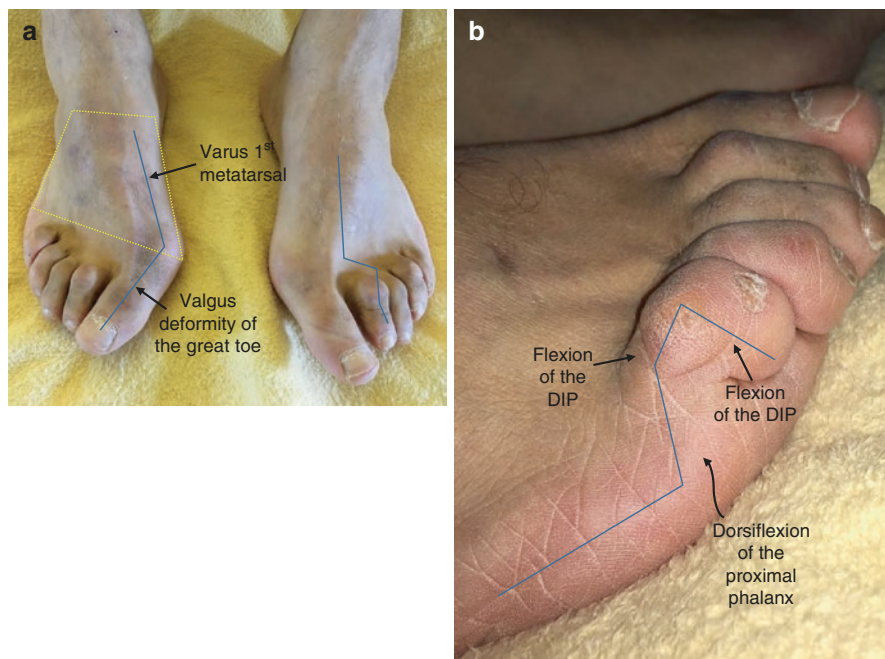 a
Varus 1st
metatarsal
Valgus
deformity of
the great toe
b
Flexion
of the
DIP
Flexion
of the DIP
Dorsiflexion
of the
proximal
phalanx